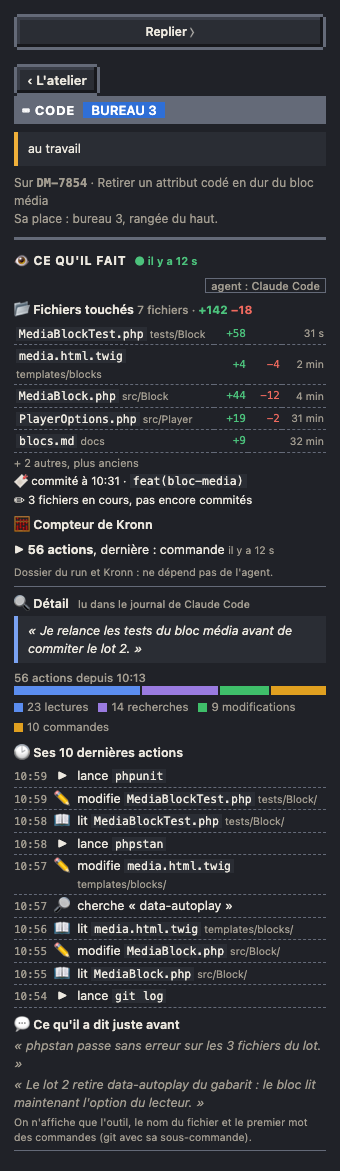 Replier ⟩
‹ L'atelier
CODE BUREAU 3
au travail
Sur DM-7854 · Retirer un attribut codé en dur du bloc
média
Sa place : bureau 3, rangée du haut.
CE QU'IL FAIT il y a 12 s
agent : Claude Code
Fichiers touchés 7 fichiers · +142 −18
MediaBlockTest.php tests/Block +58 31 s
media.html.twig
templates/blocks +4 −4 2 min
MediaBlock.php src/Block +44 −12 4 min
PlayerOptions.php src/Player +19 −2 31 min
blocs.md docs +9 32 min
+ 2 autres, plus anciens
commité à 10:31 · feat(bloc-media)
3 fichiers en cours, pas encore commités
Compteur de Kronn
56 actions, dernière : commande il y a 12 s
Dossier du run et Kronn : ne dépend pas de l'agent.
Détail lu dans le journal de Claude Code
« Je relance les tests du bloc média avant de
commiter le lot 2. »
56 actions depuis 10:13
23 lectures 14 recherches 9 modifications
10 commandes
Ses 10 dernières actions
10:59 lance phpunit
10:59 modifie MediaBlockTest.php tests/Block/
10:58 lit MediaBlockTest.php tests/Block/
10:58 lance phpstan
10:57 modifie media.html.twig
templates/blocks/
10:57 cherche « data-autoplay »
10:56 lit media.html.twig templates/blocks/
10:55 modifie MediaBlock.php src/Block/
10:55 lit MediaBlock.php src/Block/
10:54 lance git log
Ce qu'il a dit juste avant
« phpstan passe sans erreur sur les 3 fichiers du lot.
»
« Le lot 2 retire data-autoplay du gabarit : le bloc lit
maintenant l'option du lecteur. »
On n'affiche que l'outil, le nom du fichier et le premier mot
des commandes (git avec sa sous-commande).